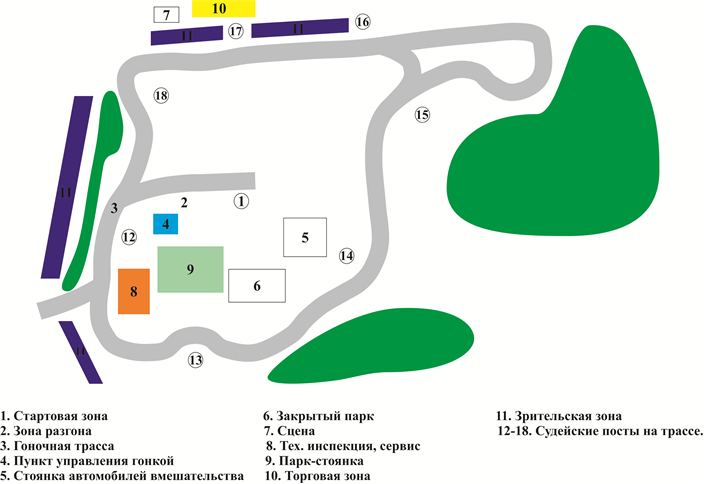 7
10
16
11
17
11
18
15
11
3
2
1
4
12
5
14
9
8
6
11
13
1. Стартовая зона
2. Зона разгона
3. Гоночная трасса
4. Пункт управления гонкой
5. Стоянка автомобилей вмешательства
6. Закрытый парк
7. Сцена
8. Тех. инспекция, сервис
9. Парк-стоянка
10. Торговая зона
11. Зрительская зона
12-18. Судейские посты на трассе.